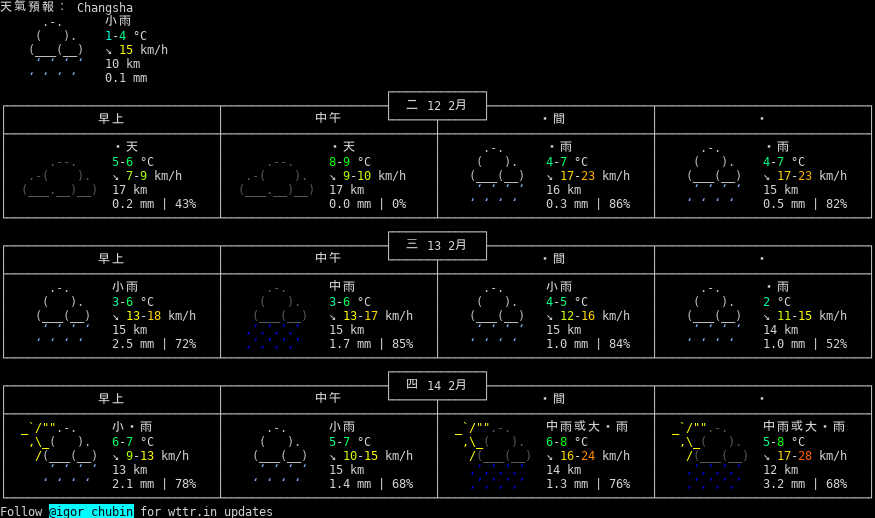 天氣預報： Changsha
小雨
1-4 °C
↘ 15 km/h
10 km
0.1 mm
二 12 2月
早上 中午 ･間 ･
･天 ･天 ･雨 ･雨
5-6 °C 8-9 °C 4-7 °C 4-7 °C
↘ 7-9 km/h ↘ 9-10 km/h ↘ 17-23 km/h ↘ 17-23 km/h
17 km 17 km 16 km 15 km
0.2 mm | 43% 0.0 mm | 0% 0.3 mm | 86% 0.5 mm | 82%
三 13 2月
早上 中午 ･間 ･
小雨 中雨 小雨 ･雨
3-6 °C 3-6 °C 4-5 °C 2 °C
↘ 13-18 km/h ↘ 13-17 km/h ↘ 12-16 km/h ↘ 11-15 km/h
15 km 15 km 15 km 14 km
2.5 mm | 72% 1.7 mm | 85% 1.0 mm | 84% 1.0 mm | 52%
四 14 2月
早上 中午 ･間 ･
小･雨 小雨 中雨或大･雨 中雨或大･雨
6-7 °C 5-7 °C 6-8 °C 5-8 °C
↘ 9-13 km/h ↘ 10-15 km/h ↘ 16-24 km/h ↘ 17-28 km/h
13 km 15 km 14 km 12 km
2.1 mm | 78% 1.4 mm | 68% 1.3 mm | 76% 3.2 mm | 68%
Follow @igor_chubin for wttr.in updates